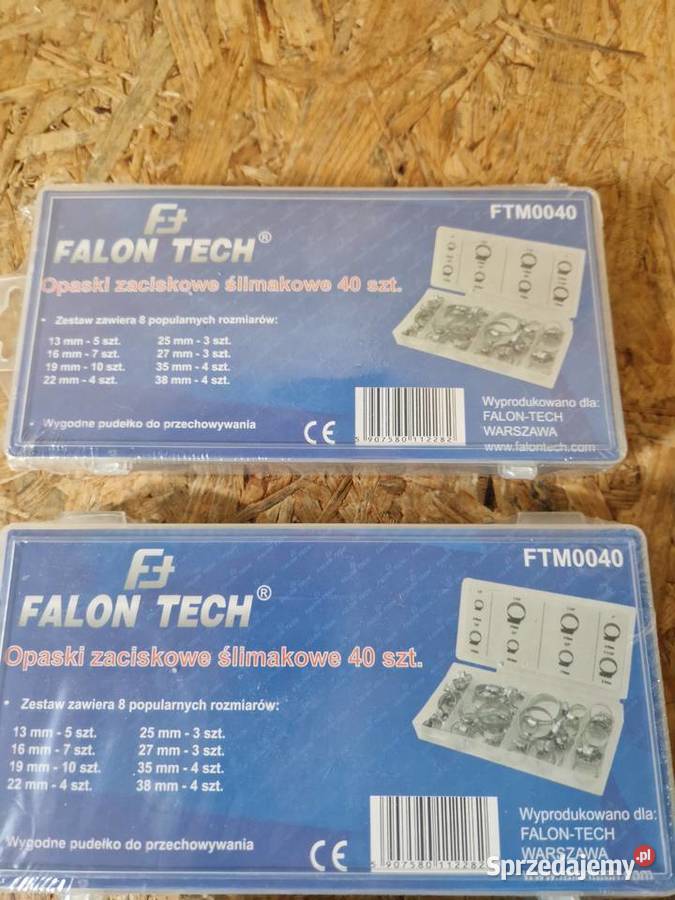 Ft
FALON TECH®
FTM0040
Opaski zaciskowe ślimakowe 40 szt.
• Zestaw zawiera 8 popularnych rozmiarów:
13 mm - 5 szt. 25 mm - 3 szt.
16 mm - 7 szt. 27 mm - 3 szt.
19 mm - 10 szt. 35 mm - 4 szt.
22 mm - 4 szt. 38 mm - 4 szt.
Wygodne pudełko do przechowywania
CE
5 907580 112282
Wyprodukowano dla:
FALON-TECH
WARSZAWA
www.falontech.com
Ft
FALON TECH®
FTM0040
Opaski zaciskowe ślimakowe 40 szt.
• Zestaw zawiera 8 popularnych rozmiarów:
13 mm - 5 szt. 25 mm - 3 szt.
16 mm - 7 szt. 27 mm - 3 szt.
19 mm - 10 szt. 35 mm - 4 szt.
22 mm - 4 szt. 38 mm - 4 szt.
Wygodne pudełko do przechowywania
CE
5 907580 112282
Wyprodukowano dla:
FALON-TECH
WARSZAWA
Sprzedajemy.pl